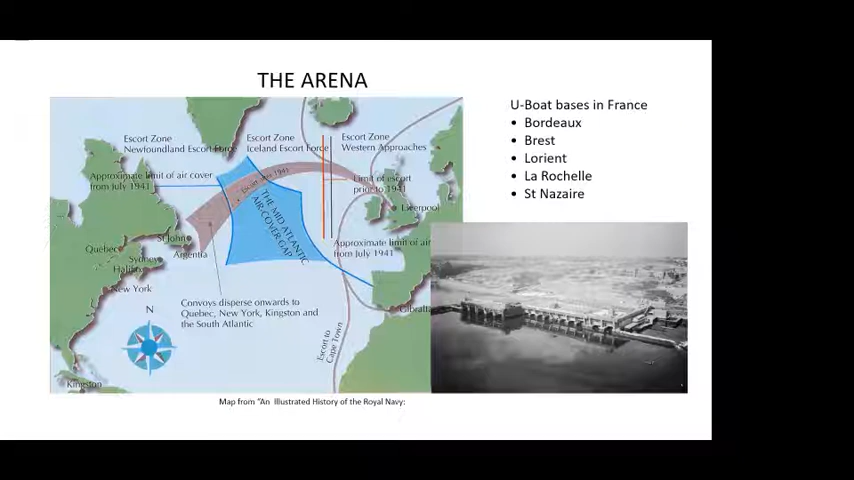 THE ARENA
U-Boat bases in France
• Bordeaux
• Brest
• Lorient
• La Rochelle
• St Nazaire
Escort Zone
Newfoundland Escort Force
Escort Zone
Iceland Escort Force
Escort Zone
Western Approaches
Approximate limit of air cover
from July 1941
Escort lanes 1941
Limit of escort
prior to 1941
THE MID ATLANTIC
AIR COVER GAP
Liverpool
St John
Argentia
Quebec
Sydney
Halifax
New York
Approximate limit of air
from July 1941
Convoys disperse onwards to
Quebec, New York, Kingston and
the South Atlantic
N
Escort to
Cape Town
Gibralta
Kingston
Map from "An Illustrated History of the Royal Navy: